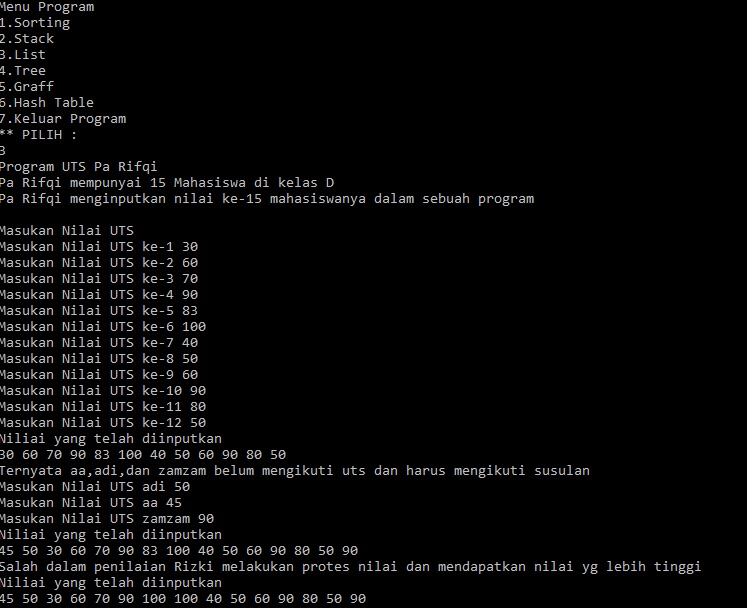 Menu Program
1.Sorting
2.Stack
3.List
4.Tree
5.Graff
6.Hash Table
7.Keluar Program
** PILIH :
3
Program UTS Pa Rifqi
Pa Rifqi mempunyai 15 Mahasiswa di kelas D
Pa Rifqi menginputkan nilai ke-15 mahasiswanya dalam sebuah program
Masukan Nilai UTS
Masukan Nilai UTS ke-1 30
Masukan Nilai UTS ke-2 60
Masukan Nilai UTS ke-3 70
Masukan Nilai UTS ke-4 90
Masukan Nilai UTS ke-5 83
Masukan Nilai UTS ke-6 100
Masukan Nilai UTS ke-7 40
Masukan Nilai UTS ke-8 50
Masukan Nilai UTS ke-9 60
Masukan Nilai UTS ke-10 90
Masukan Nilai UTS ke-11 80
Masukan Nilai UTS ke-12 50
Niliai yang telah diinputkan
30 60 70 90 83 100 40 50 60 90 80 50
Ternyata aa,adi,dan zamzam belum mengikuti uts dan harus mengikuti susulan
Masukan Nilai UTS adi 50
Masukan Nilai UTS aa 45
Masukan Nilai UTS zamzam 90
Niliai yang telah diinputkan
45 50 30 60 70 90 83 100 40 50 60 90 80 50 90
Salah dalam penilaian Rizki melakukan protes nilai dan mendapatkan nilai yg lebih tinggi
Niliai yang telah diinputkan
45 50 30 60 70 90 100 100 40 50 60 90 80 50 90